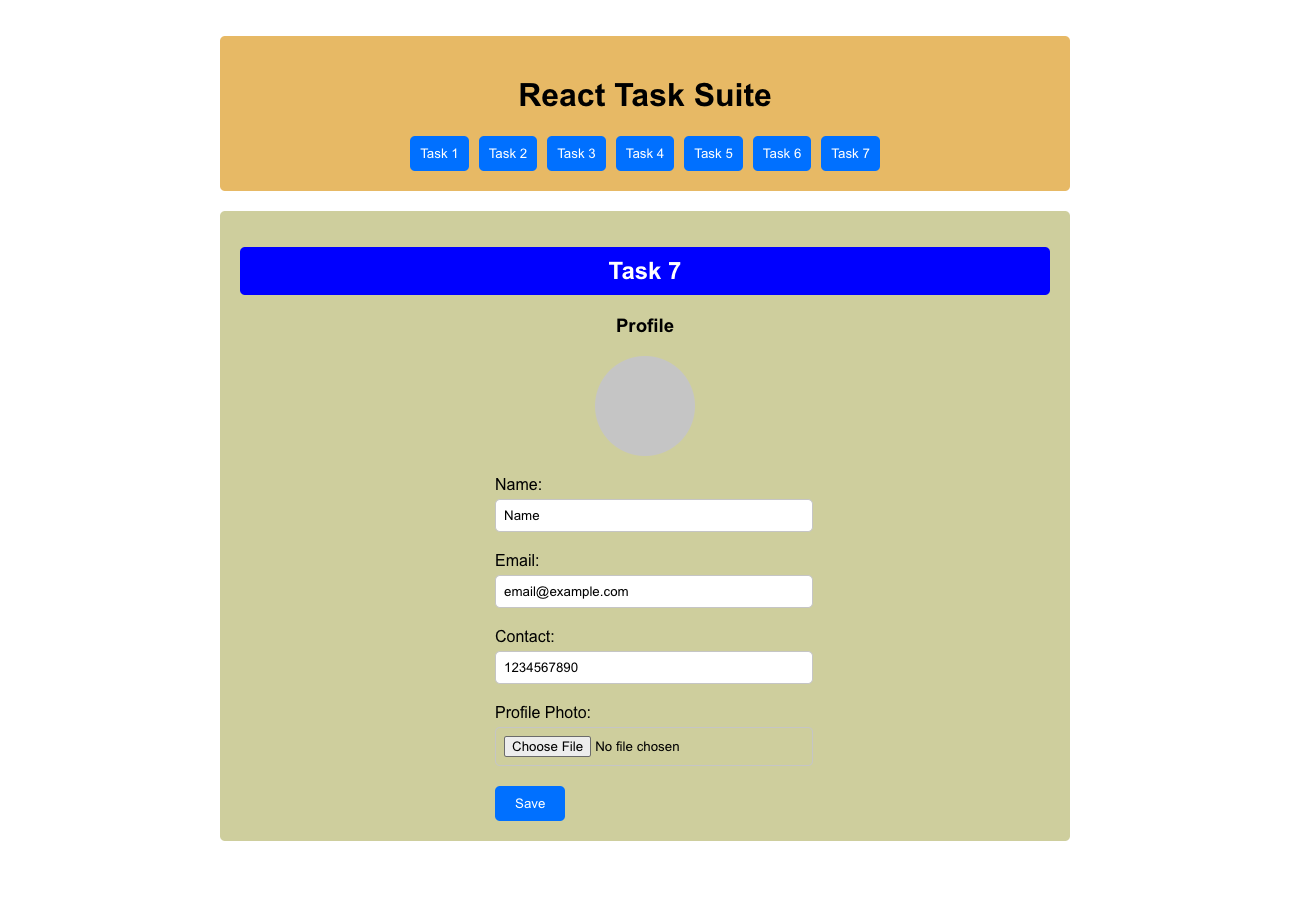 React Task Suite
Task 1 Task 2 Task 3 Task 4 Task 5 Task 6 Task 7
Task 7
Profile
Name:
Name
Email:
email@example.com
Contact:
1234567890
Profile Photo:
Choose File No file chosen
Save